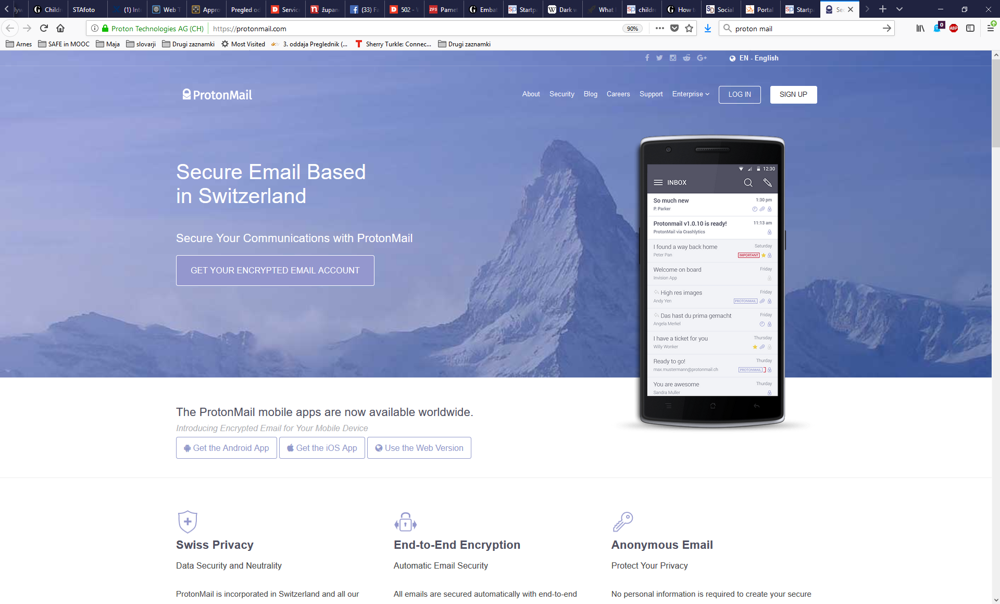 Childr
STAfoto
(1) Int
Web T
Appro
Pregled od
Service
župan
(33) Fa
502 - W
Pamet
Embat
Startp
Dark w
What
childr
How t
Social
Portal
Startp
Sec
Proton Technologies AG (CH)
https://protonmail.com
90%
proton mail
0
ABP
Arnes
SAFE in MOOC
Maja
slovarji
Drugi zaznamki
Most Visited
3. oddaja Preglednik (...
Sherry Turkle: Connec...
Drugi zaznamki
EN - English
ProtonMail
About
Security
Blog
Careers
Support
Enterprise
LOG IN
SIGN UP
Secure Email Based
in Switzerland
Secure Your Communications with ProtonMail
GET YOUR ENCRYPTED EMAIL ACCOUNT
12:30
INBOX
So much new 1:30 pm
P. Parker
Protonmail v1.0.10 is ready! 11:13 am
ProtonMail via Crashlytics
I found a way back home Saturday
Peter Pan IMPORTANT
Welcome on board Friday
Invision App
High res images Friday
Andy Yen PROTONMAIL
Das hast du prima gemacht Friday
Angela Merkel
I have a ticket for you Thursday
Willy Wonker
Ready to go! Thurday
max.mustermann@protonmail.ch PROTONMAIL
You are awesome Thurday
Sandra Muller
The ProtonMail mobile apps are now available worldwide.
Introducing Encrypted Email for Your Mobile Device
Get the Android App
Get the iOS App
Use the Web Version
Swiss Privacy
Data Security and Neutrality
ProtonMail is incorporated in Switzerland and all our
End-to-End Encryption
Automatic Email Security
All emails are secured automatically with end-to-end
Anonymous Email
Protect Your Privacy
No personal information is required to create your secure